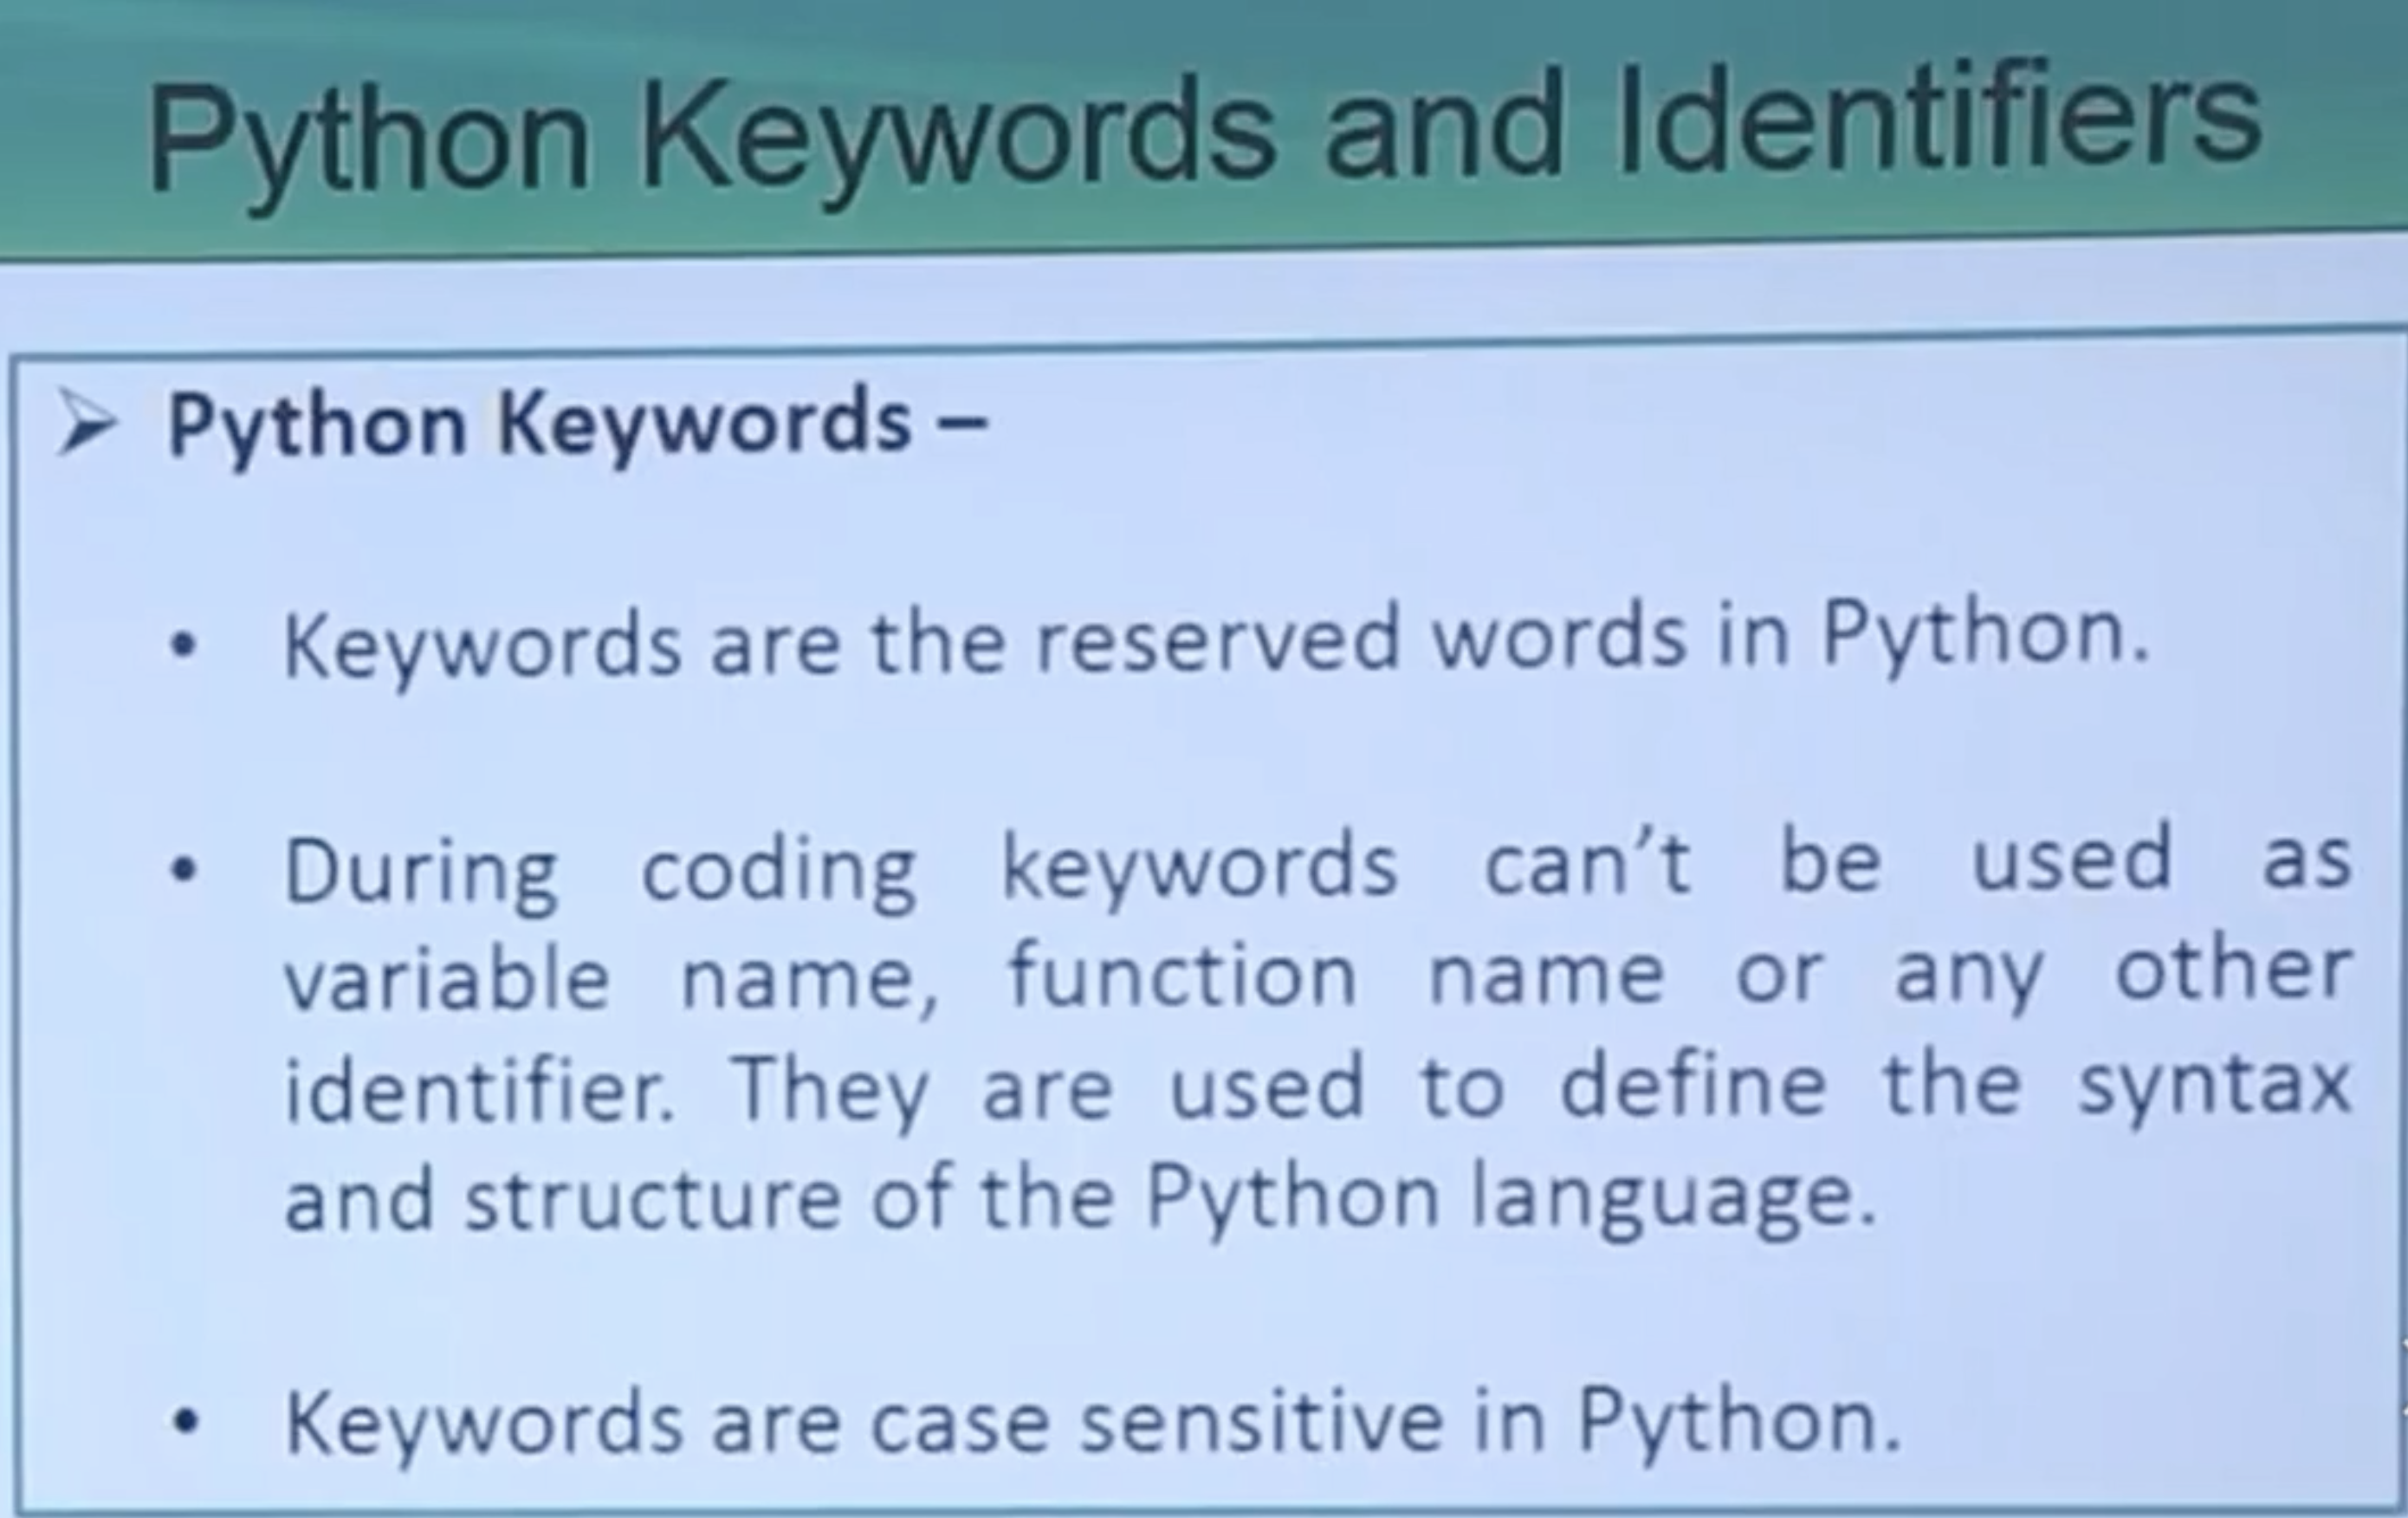 Python Keywords and Identifiers
➢ Python Keywords –
• Keywords are the reserved words in Python.
• During coding keywords can’t be used as
variable name, function name or any other
identifier. They are used to define the syntax
and structure of the Python language.
• Keywords are case sensitive in Python.